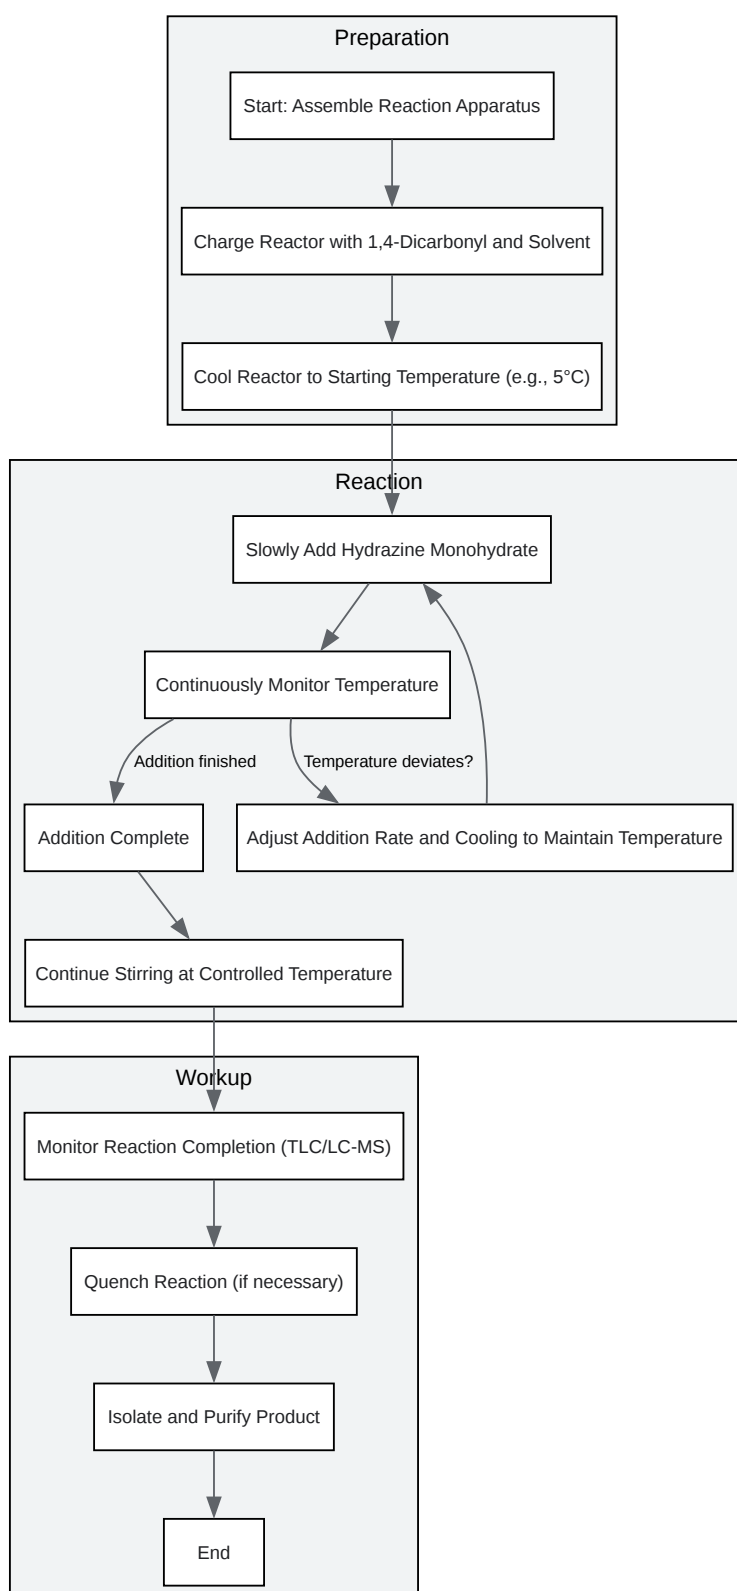 Preparation
Start: Assemble Reaction Apparatus
Charge Reactor with 1,4-Dicarbonyl and Solvent
Cool Reactor to Starting Temperature (e.g., 5°C)
Reaction
Slowly Add Hydrazine Monohydrate
Continuously Monitor Temperature
Addition finished
Temperature deviates?
Addition Complete
Adjust Addition Rate and Cooling to Maintain Temperature
Continue Stirring at Controlled Temperature
Workup
Monitor Reaction Completion (TLC/LC-MS)
Quench Reaction (if necessary)
Isolate and Purify Product
End